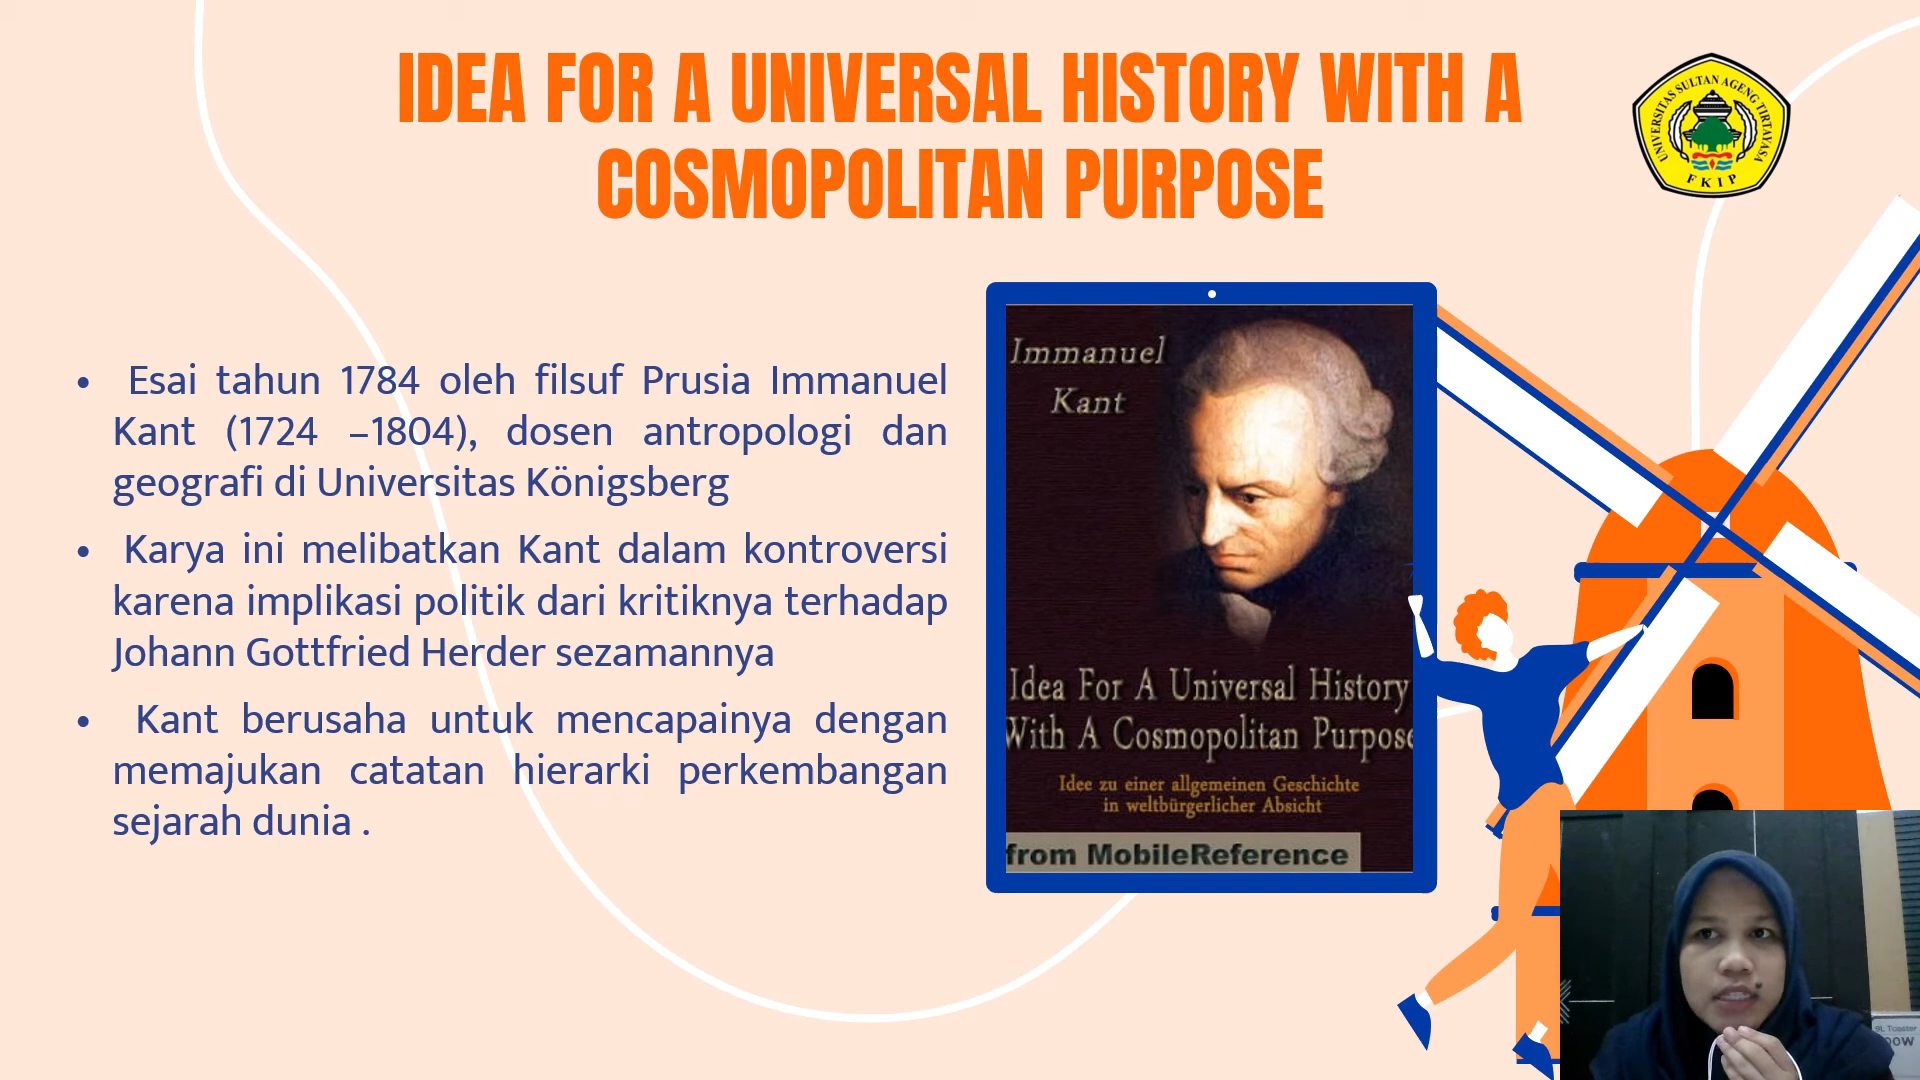 IDEA FOR A UNIVERSAL HISTORY WITH A
COSMOPOLITAN PURPOSE
UNIVERSITAS SULTAN AGENG TIRTAYASA
FKIP
• Esai tahun 1784 oleh filsuf Prusia Immanuel
Kant (1724 –1804), dosen antropologi dan
geografi di Universitas Königsberg
• Karya ini melibatkan Kant dalam kontroversi
karena implikasi politik dari kritiknya terhadap
Johann Gottfried Herder sezamannya
• Kant berusaha untuk mencapainya dengan
memajukan catatan hierarki perkembangan
sejarah dunia .
Immanuel
Kant
Idea For A Universal History
With A Cosmopolitan Purpose
Idee zu einer allgemeinen Geschichte
in weltbürgerlicher Absicht
from MobileReference
9L Toaster